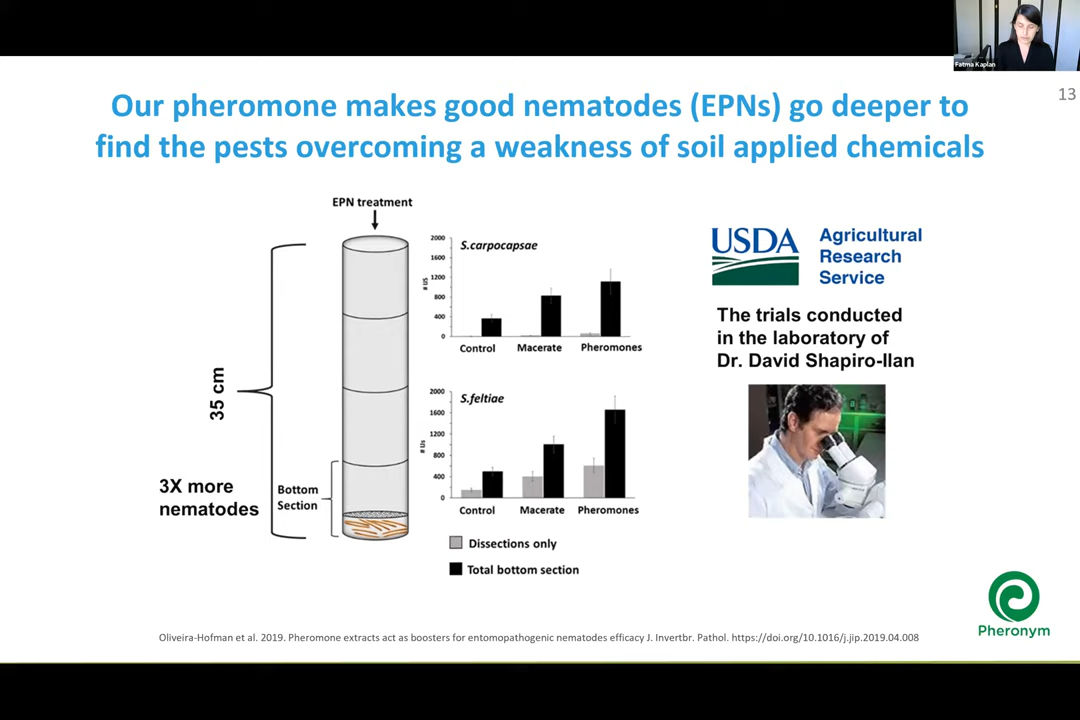 Fatma Kaplan
13
Our pheromone makes good nematodes (EPNs) go deeper to
find the pests overcoming a weakness of soil applied chemicals
EPN treatment
35 cm
3X more
nematodes
Bottom
Section
S.carpocapsae
2000
1600
1200
800
400
0
Control Macerate Pheromones
S.feltiae
2000
1600
1200
800
400
0
Control Macerate Pheromones
Dissections only
Total bottom section
USDA
Agricultural
Research
Service
The trials conducted
in the laboratory of
Dr. David Shapiro-Ilan
Pheronym
Oliveira-Hofman et al. 2019. Pheromone extracts act as boosters for entomopathogenic nematodes efficacy J. Invertbr. Pathol. https://doi.org/10.1016/j.jip.2019.04.008